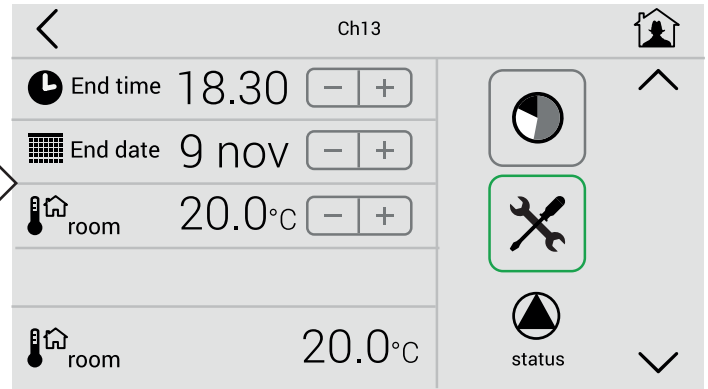 Ch13
End time 18.30 − +
End date 9 nov − +
room 20.0°C − +
room 20.0°C
status